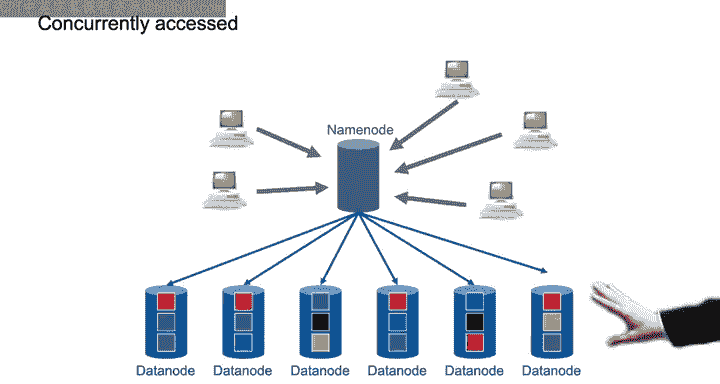 Concurrently accessed
Namenode
Datanode
Datanode
Datanode
Datanode
Datanode
Datanode